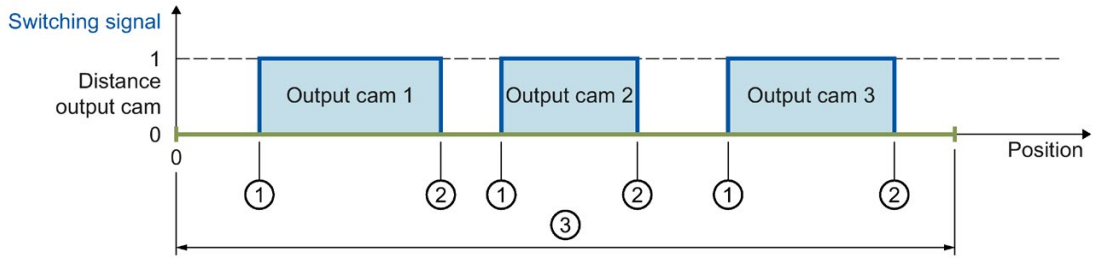 Switching signal
1
Distance
output cam
Output cam 1
Output cam 2
Output cam 3
0
0
Position
1
2
1
2
1
2
3